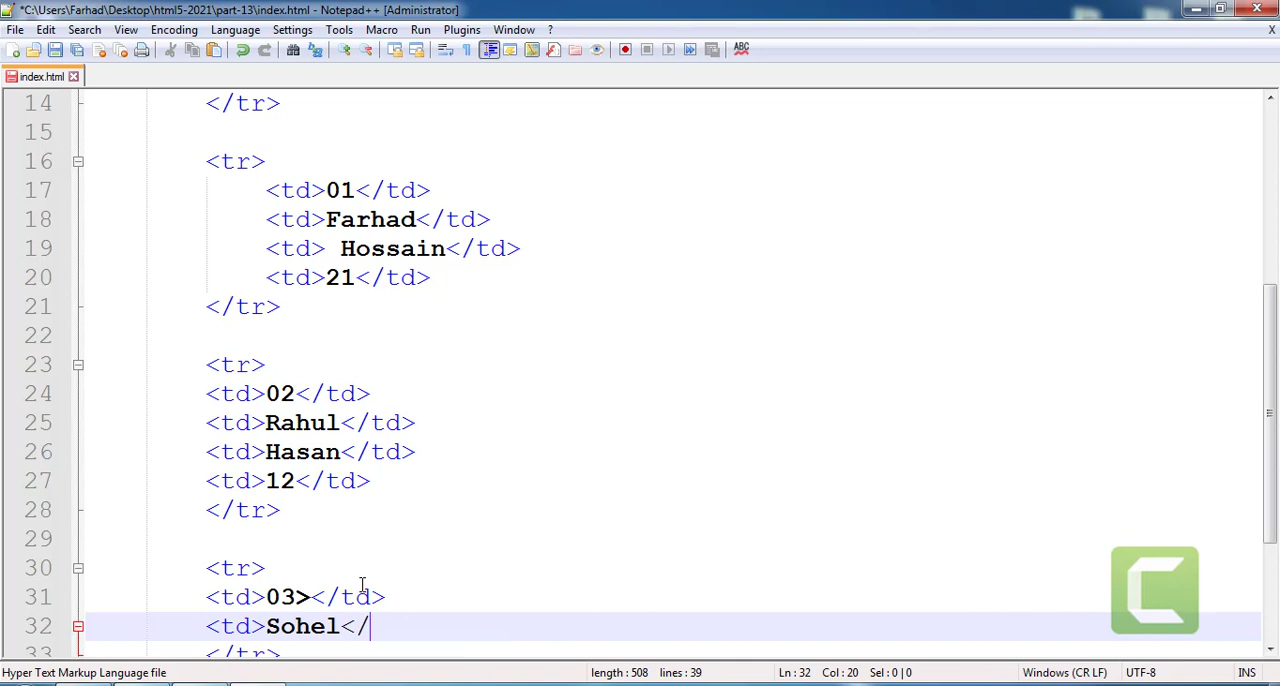 *C:\Users\Farhad\Desktop\html5-2021\part-13\index.html - Notepad++ [Administrator]
File Edit Search View Encoding Language Settings Tools Macro Run Plugins Window ? X
ABC
index.html
14 </tr>
15
16 <tr>
17 <td>01</td>
18 <td>Farhad</td>
19 <td> Hossain</td>
20 <td>21</td>
21 </tr>
22
23 <tr>
24 <td>02</td>
25 <td>Rahul</td>
26 <td>Hasan</td>
27 <td>12</td>
28 </tr>
29
30 <tr>
31 <td>03></td>
32 <td>Sohel</
33 </tr>
Hyper Text Markup Language file length : 508 lines : 39 Ln : 32 Col : 20 Sel : 0 | 0 Windows (CR LF) UTF-8 INS